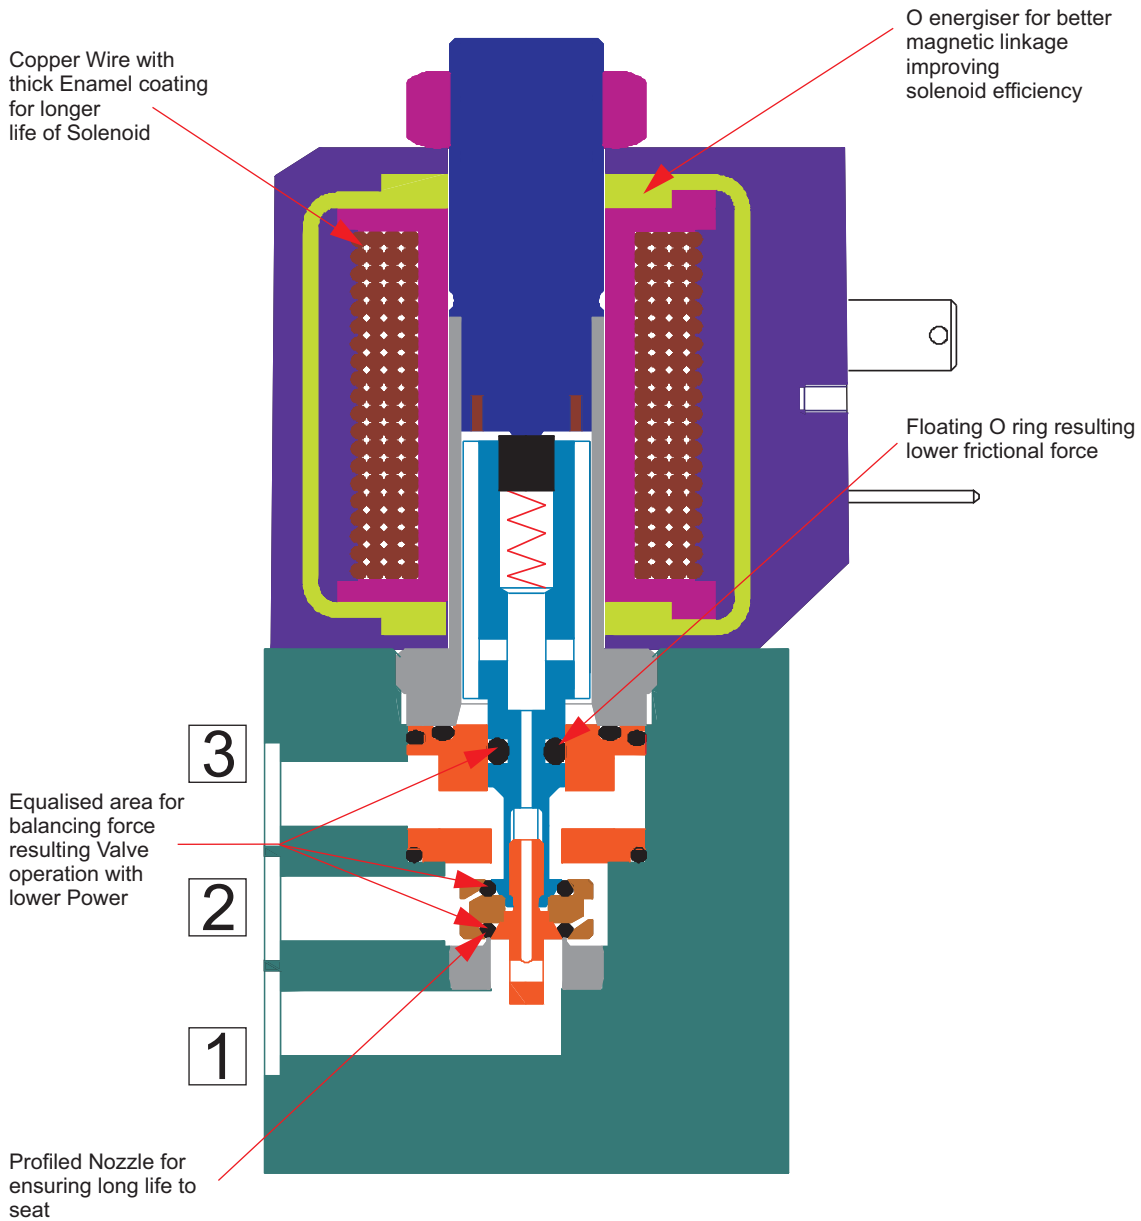 Copper Wire with
thick Enamel coating
for longer
life of Solenoid
O energiser for better
magnetic linkage
improving
solenoid efficiency
Floating O ring resulting
lower frictional force
3
Equalised area for
balancing force
resulting Valve
operation with
lower Power
2
1
Profiled Nozzle for
ensuring long life to
seat